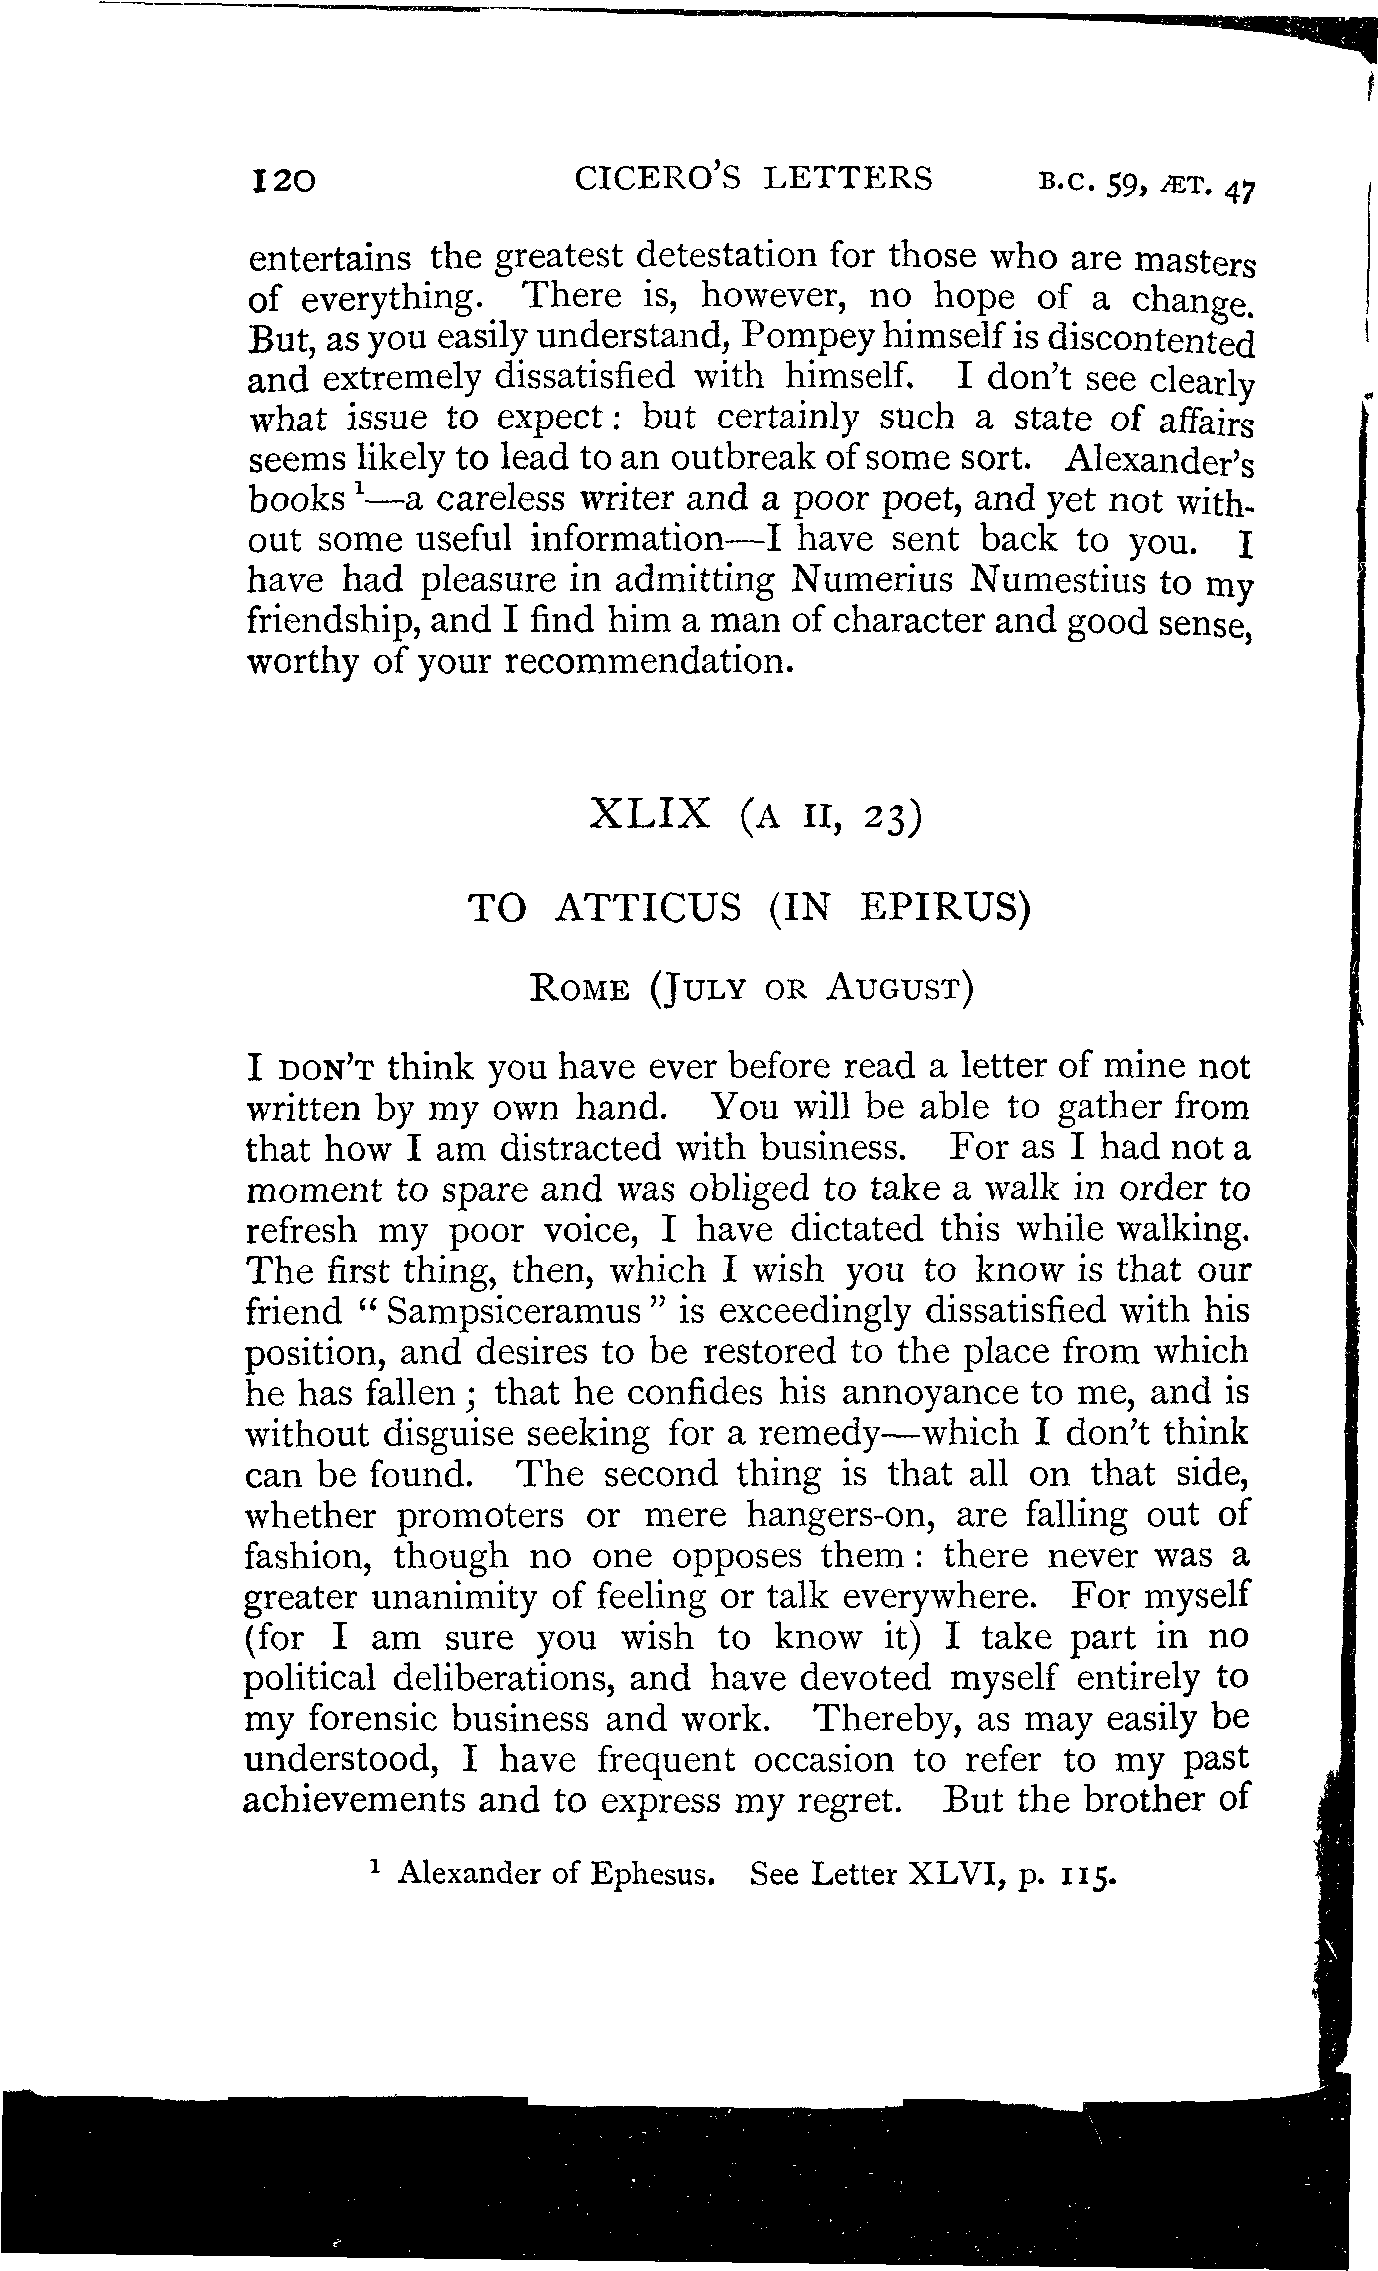 120 CICERO'S LETTERS B.C. 59, ÆT. 47
entertains the greatest detestation for those who are masters
of everything. There is, however, no hope of a change.
But, as you easily understand, Pompey himself is discontented
and extremely dissatisfied with himself. I don't see clearly
what issue to expect: but certainly such a state of affairs
seems likely to lead to an outbreak of some sort. Alexander's
books ¹—a careless writer and a poor poet, and yet not with-
out some useful information—I have sent back to you. I
have had pleasure in admitting Numerius Numestius to my
friendship, and I find him a man of character and good sense,
worthy of your recommendation.
XLIX (A II, 23)
TO ATTICUS (IN EPIRUS)
ROME (JULY OR AUGUST)
I DON'T think you have ever before read a letter of mine not
written by my own hand. You will be able to gather from
that how I am distracted with business. For as I had not a
moment to spare and was obliged to take a walk in order to
refresh my poor voice, I have dictated this while walking.
The first thing, then, which I wish you to know is that our
friend “Sampsiceramus” is exceedingly dissatisfied with his
position, and desires to be restored to the place from which
he has fallen; that he confides his annoyance to me, and is
without disguise seeking for a remedy—which I don't think
can be found. The second thing is that all on that side,
whether promoters or mere hangers-on, are falling out of
fashion, though no one opposes them: there never was a
greater unanimity of feeling or talk everywhere. For myself
(for I am sure you wish to know it) I take part in no
political deliberations, and have devoted myself entirely to
my forensic business and work. Thereby, as may easily be
understood, I have frequent occasion to refer to my past
achievements and to express my regret. But the brother of
¹ Alexander of Ephesus. See Letter XLVI, p. 115.